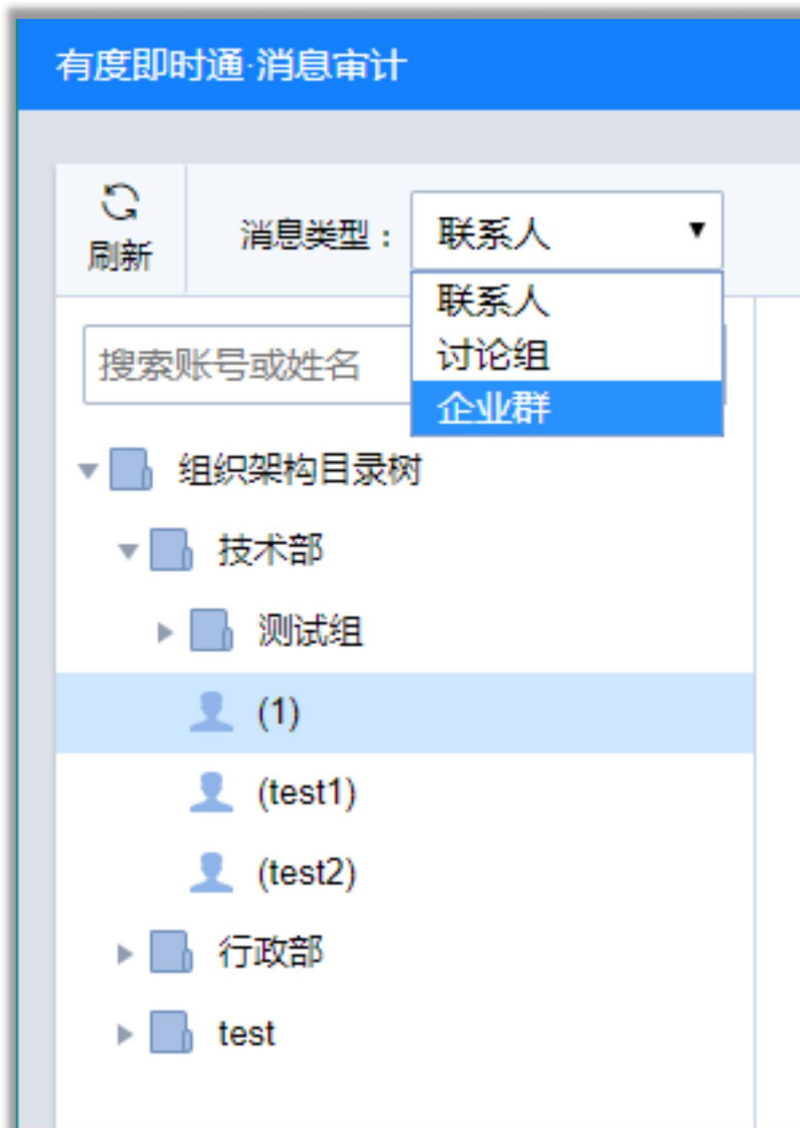 有度即时通·消息审计
刷新
消息类型：
联系人
联系人
讨论组
企业群
搜索账号或姓名
组织架构目录树
技术部
测试组
(1)
(test1)
(test2)
行政部
test